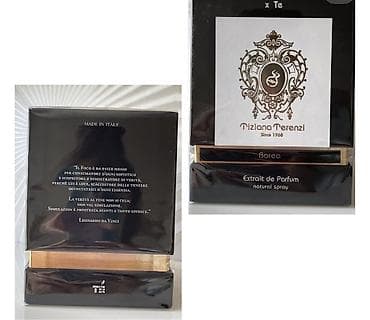 x Te
Tiziana Terenzi
Since 1968
Borea
Extrait de Parfum
natural spray
MADE IN ITALY
"IL FOCO È DA ESSER MESSO
PER CONSUMATORE D'OGNI SOFISTICO
E SCOPRITORE E DIMOSTRATORE DI VERITÀ,
PERCHÉ LUI È LUCE, SCACCIATORE DELLE TENEBRE
OCCULTATRICI D'OGNI ESSENZIA.
LA VERITÀ AL FINE NON SI CELA;
NON VAL SIMULAZIONE.
SIMULAZION È FRUSTRATA AVANTI A TANTO GIUDICE."
LEONARDO DA VINCI